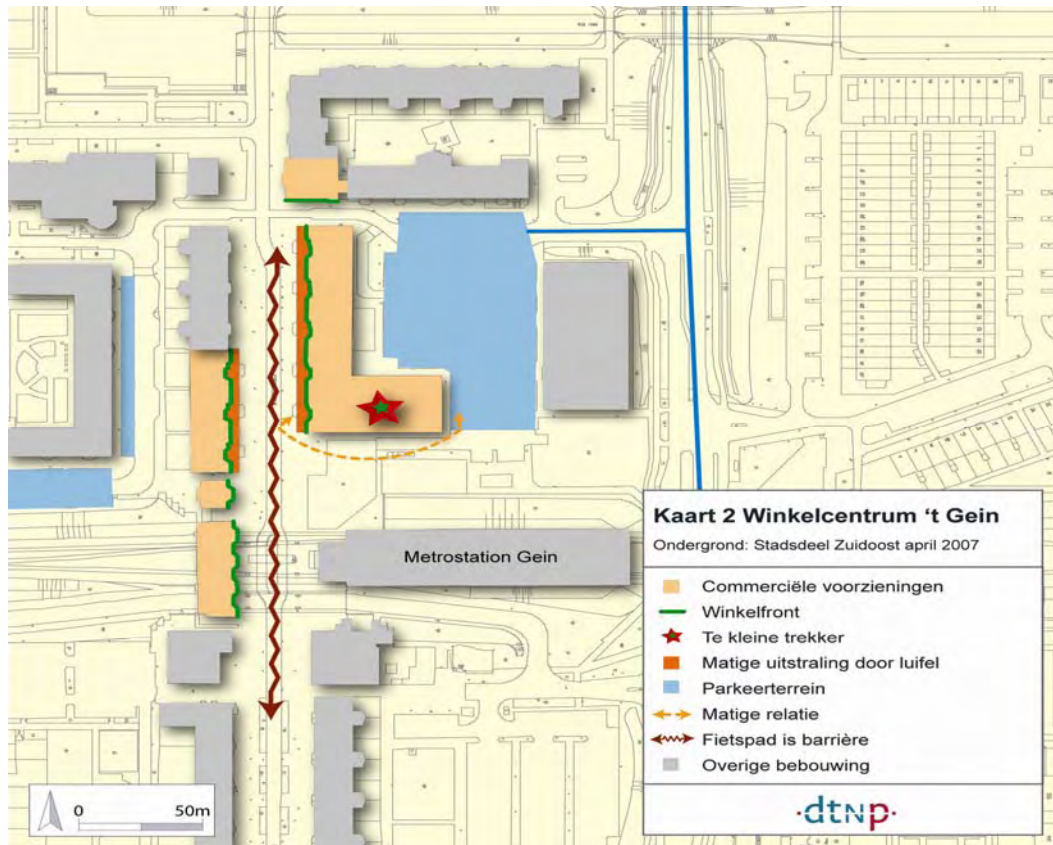 Metrostation Gein
Kaart 2 Winkelcentrum ‘t Gein
Ondergrond: Stadsdeel Zuidoost april 2007
Commerciële voorzieningen
Winkelfront
Te kleine trekker
Matige uitstraling door luifel
Parkeerterrein
Matige relatie
Fietspad is barrière
Overige bebouwing
0 50m
·dtNp·